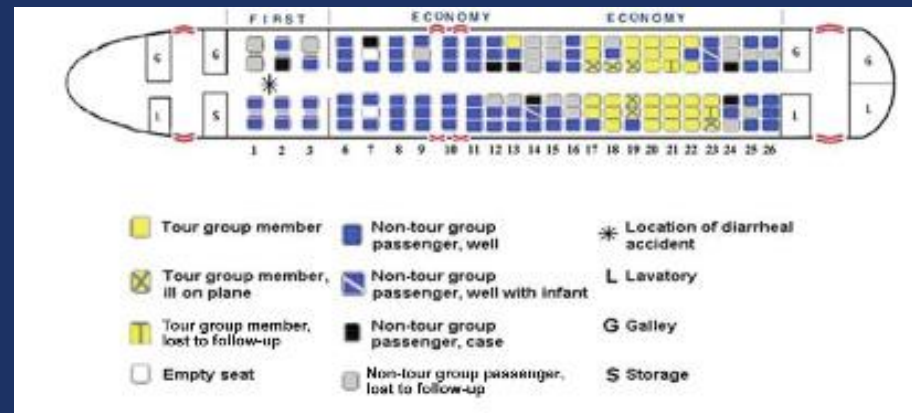 FIRST ECONOMY ECONOMY
G G G G
L S L L
1 2 3 6 7 8 9 10 11 12 13 14 15 16 17 18 19 20 21 22 23 24 25 26
Tour group member
Tour group member,
ill on plane
Tour group member,
lost to follow-up
Empty seat
Non-tour group
passenger, well
Non-tour group
passenger, well with infant
Non-tour group
passenger, case
Non-tour group passenger,
lost to follow-up
Location of diarrheal
accident
L Lavatory
G Galley
S Storage